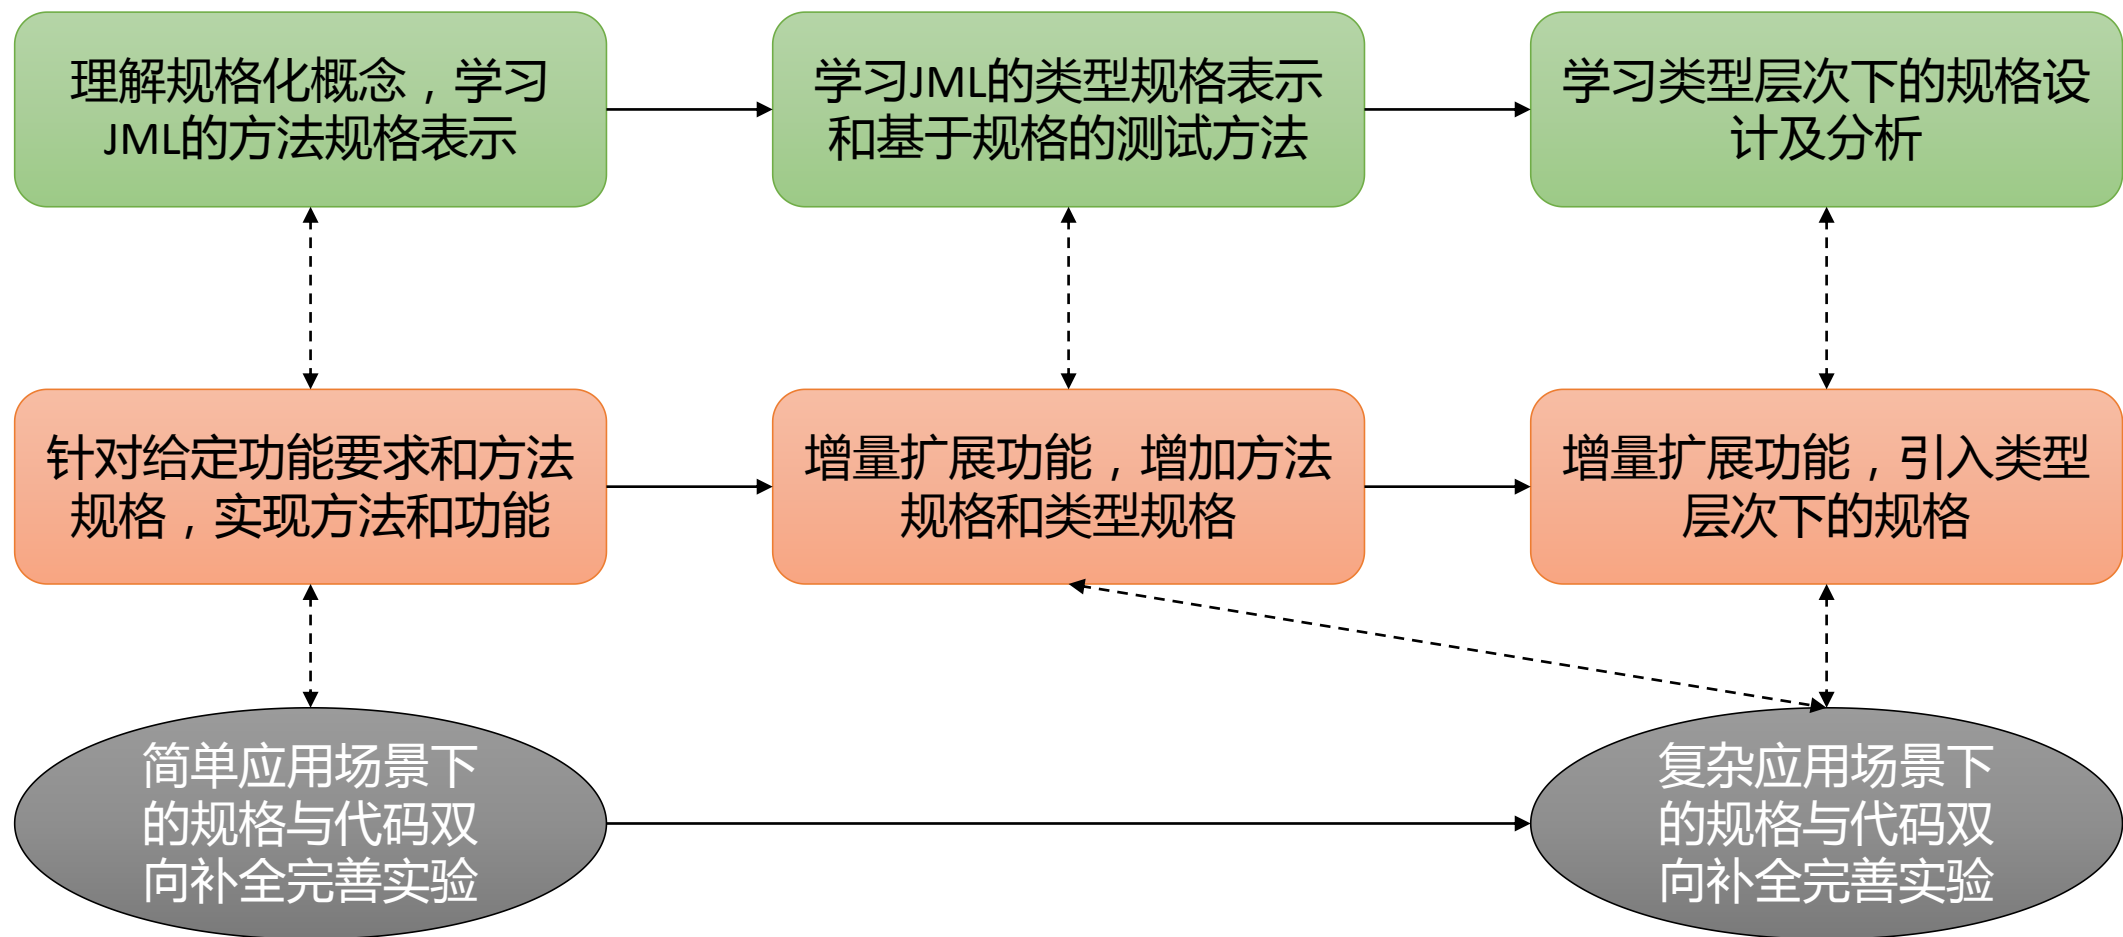 理解规格化概念，学习
JML的方法规格表示
学习JML的类型规格表示
和基于规格的测试方法
学习类型层次下的规格设
计及分析
针对给定功能要求和方法
规格，实现方法和功能
增量扩展功能，增加方法
规格和类型规格
增量扩展功能，引入类型
层次下的规格
简单应用场景下
的规格与代码双
向补全完善实验
复杂应用场景下
的规格与代码双
向补全完善实验